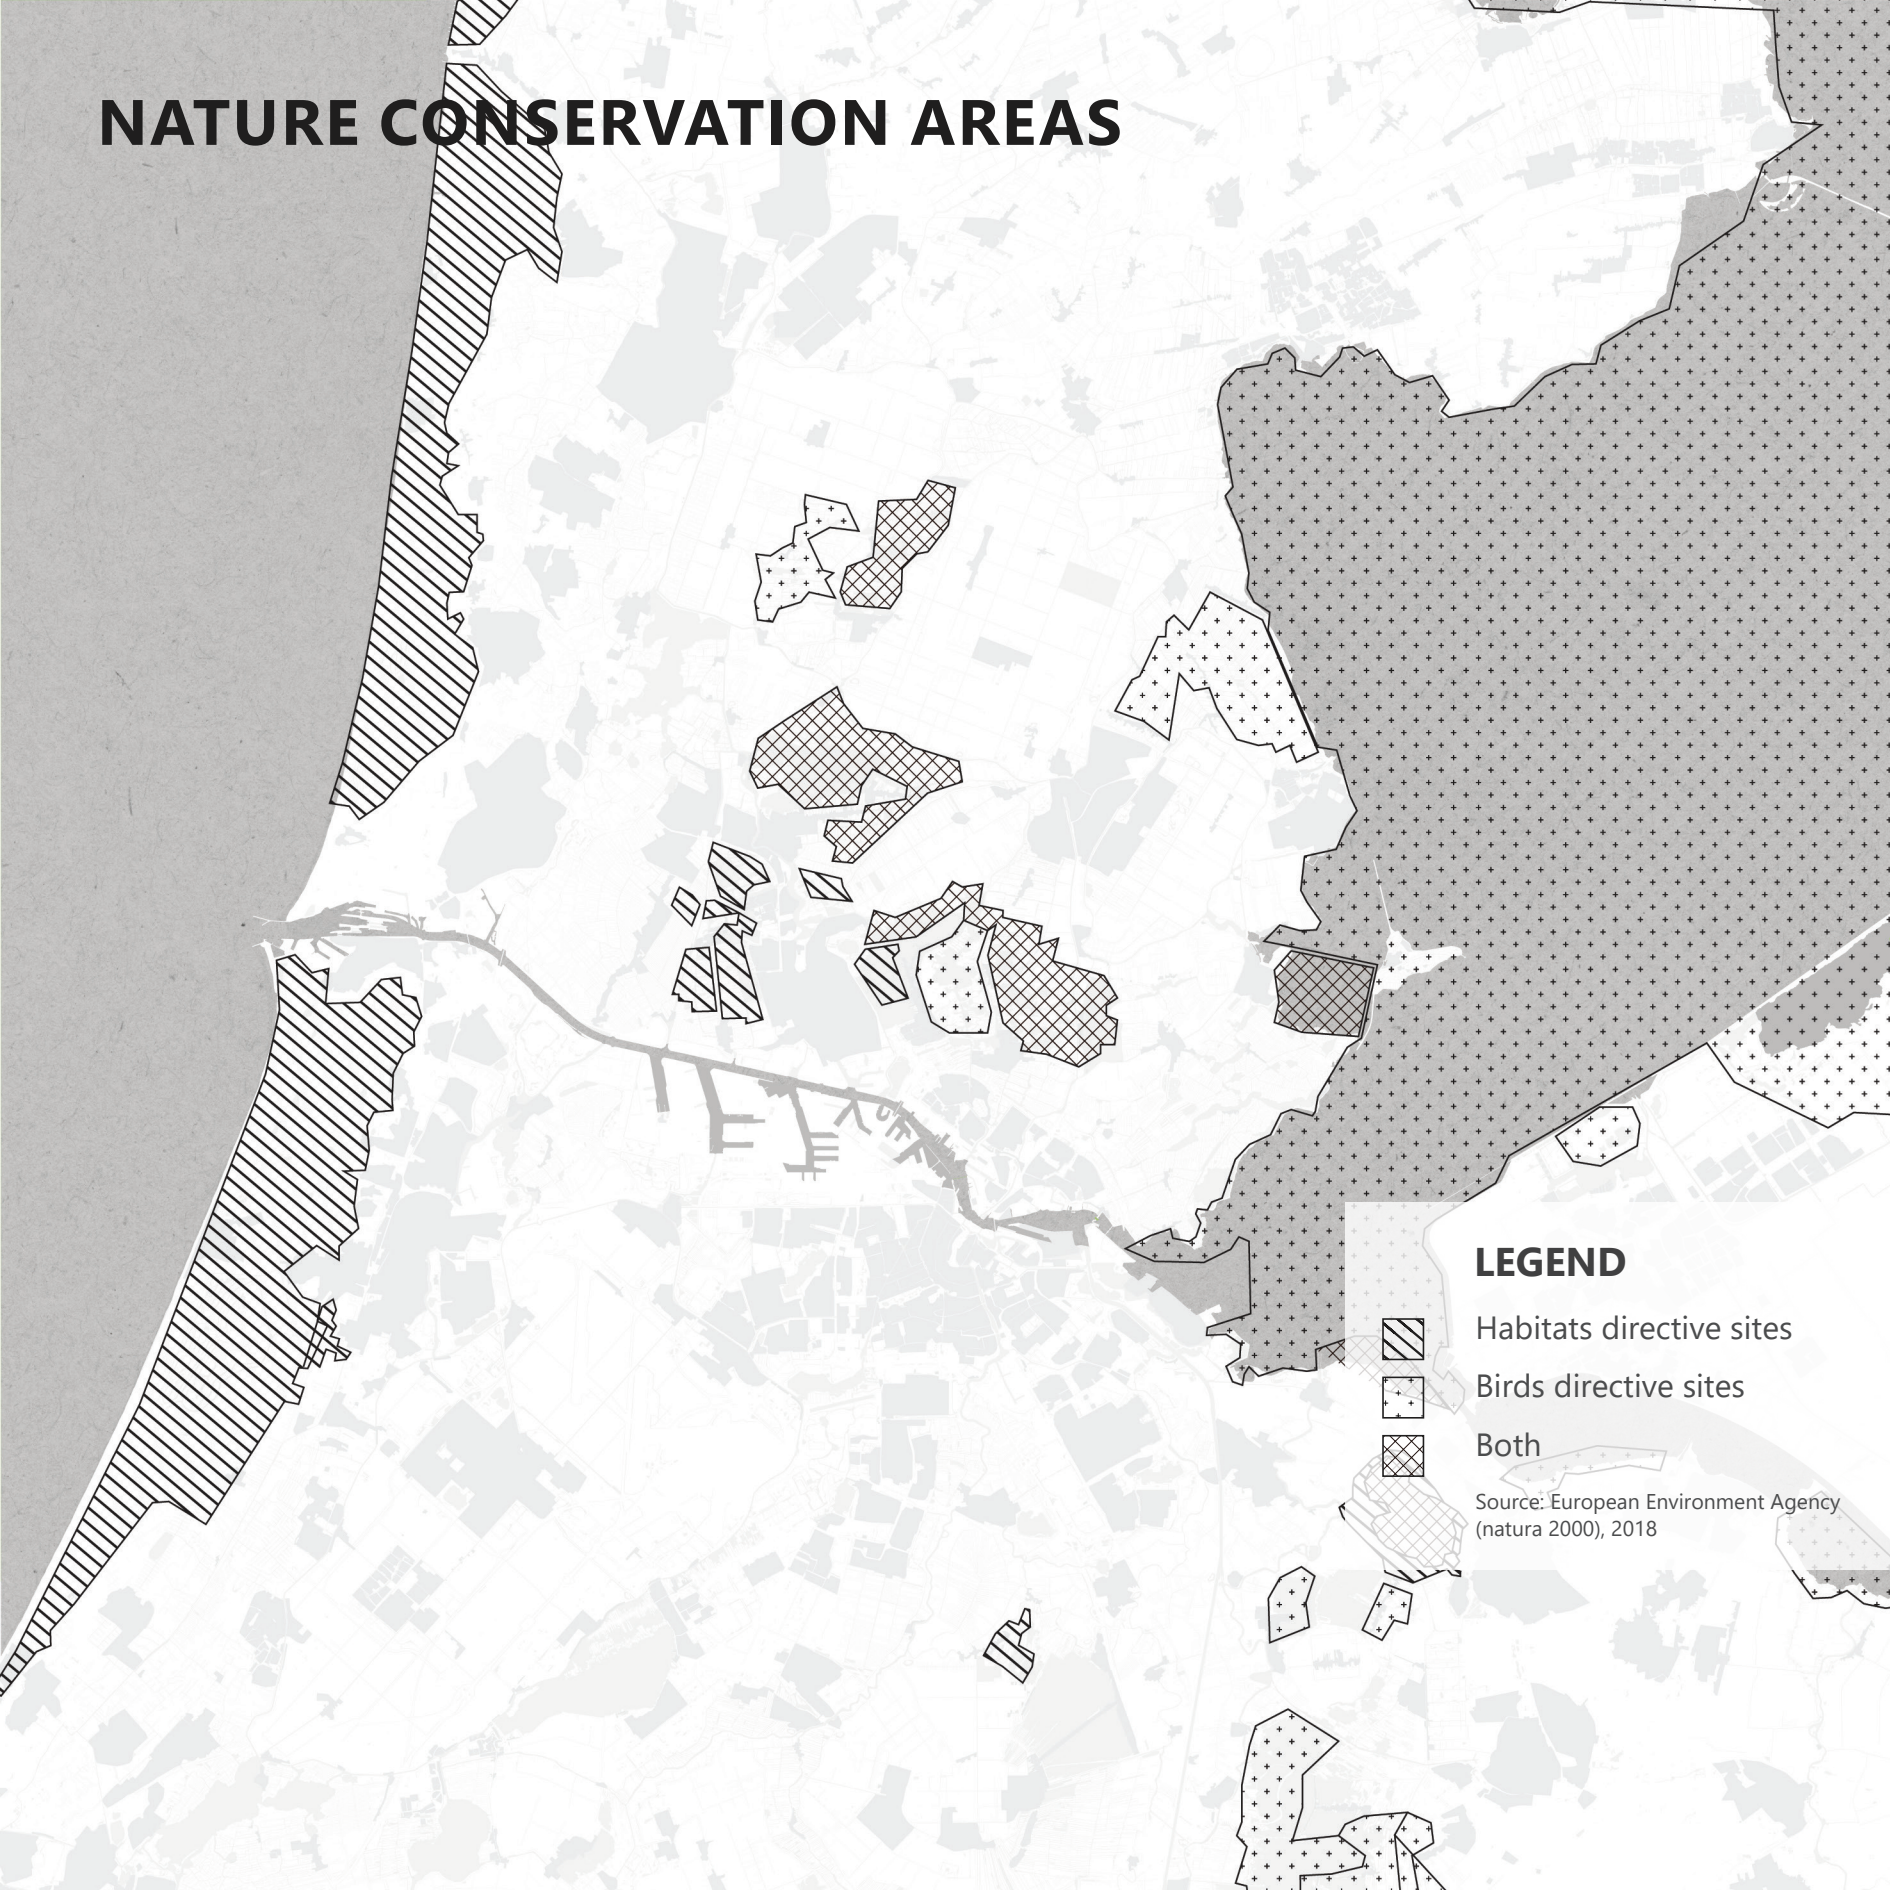 NATURE CONSERVATION AREAS
LEGEND
Habitats directive sites
Birds directive sites
Both
Source: European Environment Agency
(natura 2000), 2018